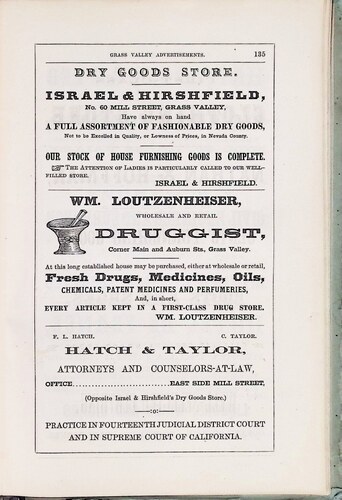 GRASS VALLEY ADVERTISEMENTS. 135
DRY GOODS STORE.
ISRAEL & HIRSHFIELD,
No. 60 MILL STREET, GRASS VALLEY,
Have always on hand
A FULL ASSORTMENT OF FASHIONABLE DRY GOODS,
Not to be Excelled in Quality, or Lowness of Prices, in Nevada County.
OUR STOCK OF HOUSE FURNISHING GOODS IS COMPLETE.
☞ THE ATTENTION OF LADIES IS PARTICULARLY CALLED TO OUR WELL-
FILLED STORE.
ISRAEL & HIRSHFIELD.
WM. LOUTZENHEISER,
WHOLESALE AND RETAIL
DRUGGIST,
Corner Main and Auburn Sts, Grass Valley.
At this long established house may be purchased, either at wholesale or retail,
Fresh Drugs, Medicines, Oils,
CHEMICALS, PATENT MEDICINES AND PERFUMERIES,
And, in short,
EVERY ARTICLE KEPT IN A FIRST-CLASS DRUG STORE.
WM. LOUTZENHEISER.
F. L. HATCH. C. TAYLOR.
HATCH & TAYLOR,
ATTORNEYS AND COUNSELORS-AT-LAW,
OFFICE..............................EAST SIDE MILL STREET,
(Opposite Israel & Hirshfield's Dry Goods Store.)
—:o:—
PRACTICE IN FOURTEENTH JUDICIAL DISTRICT COURT
AND IN SUPREME COURT OF CALIFORNIA.